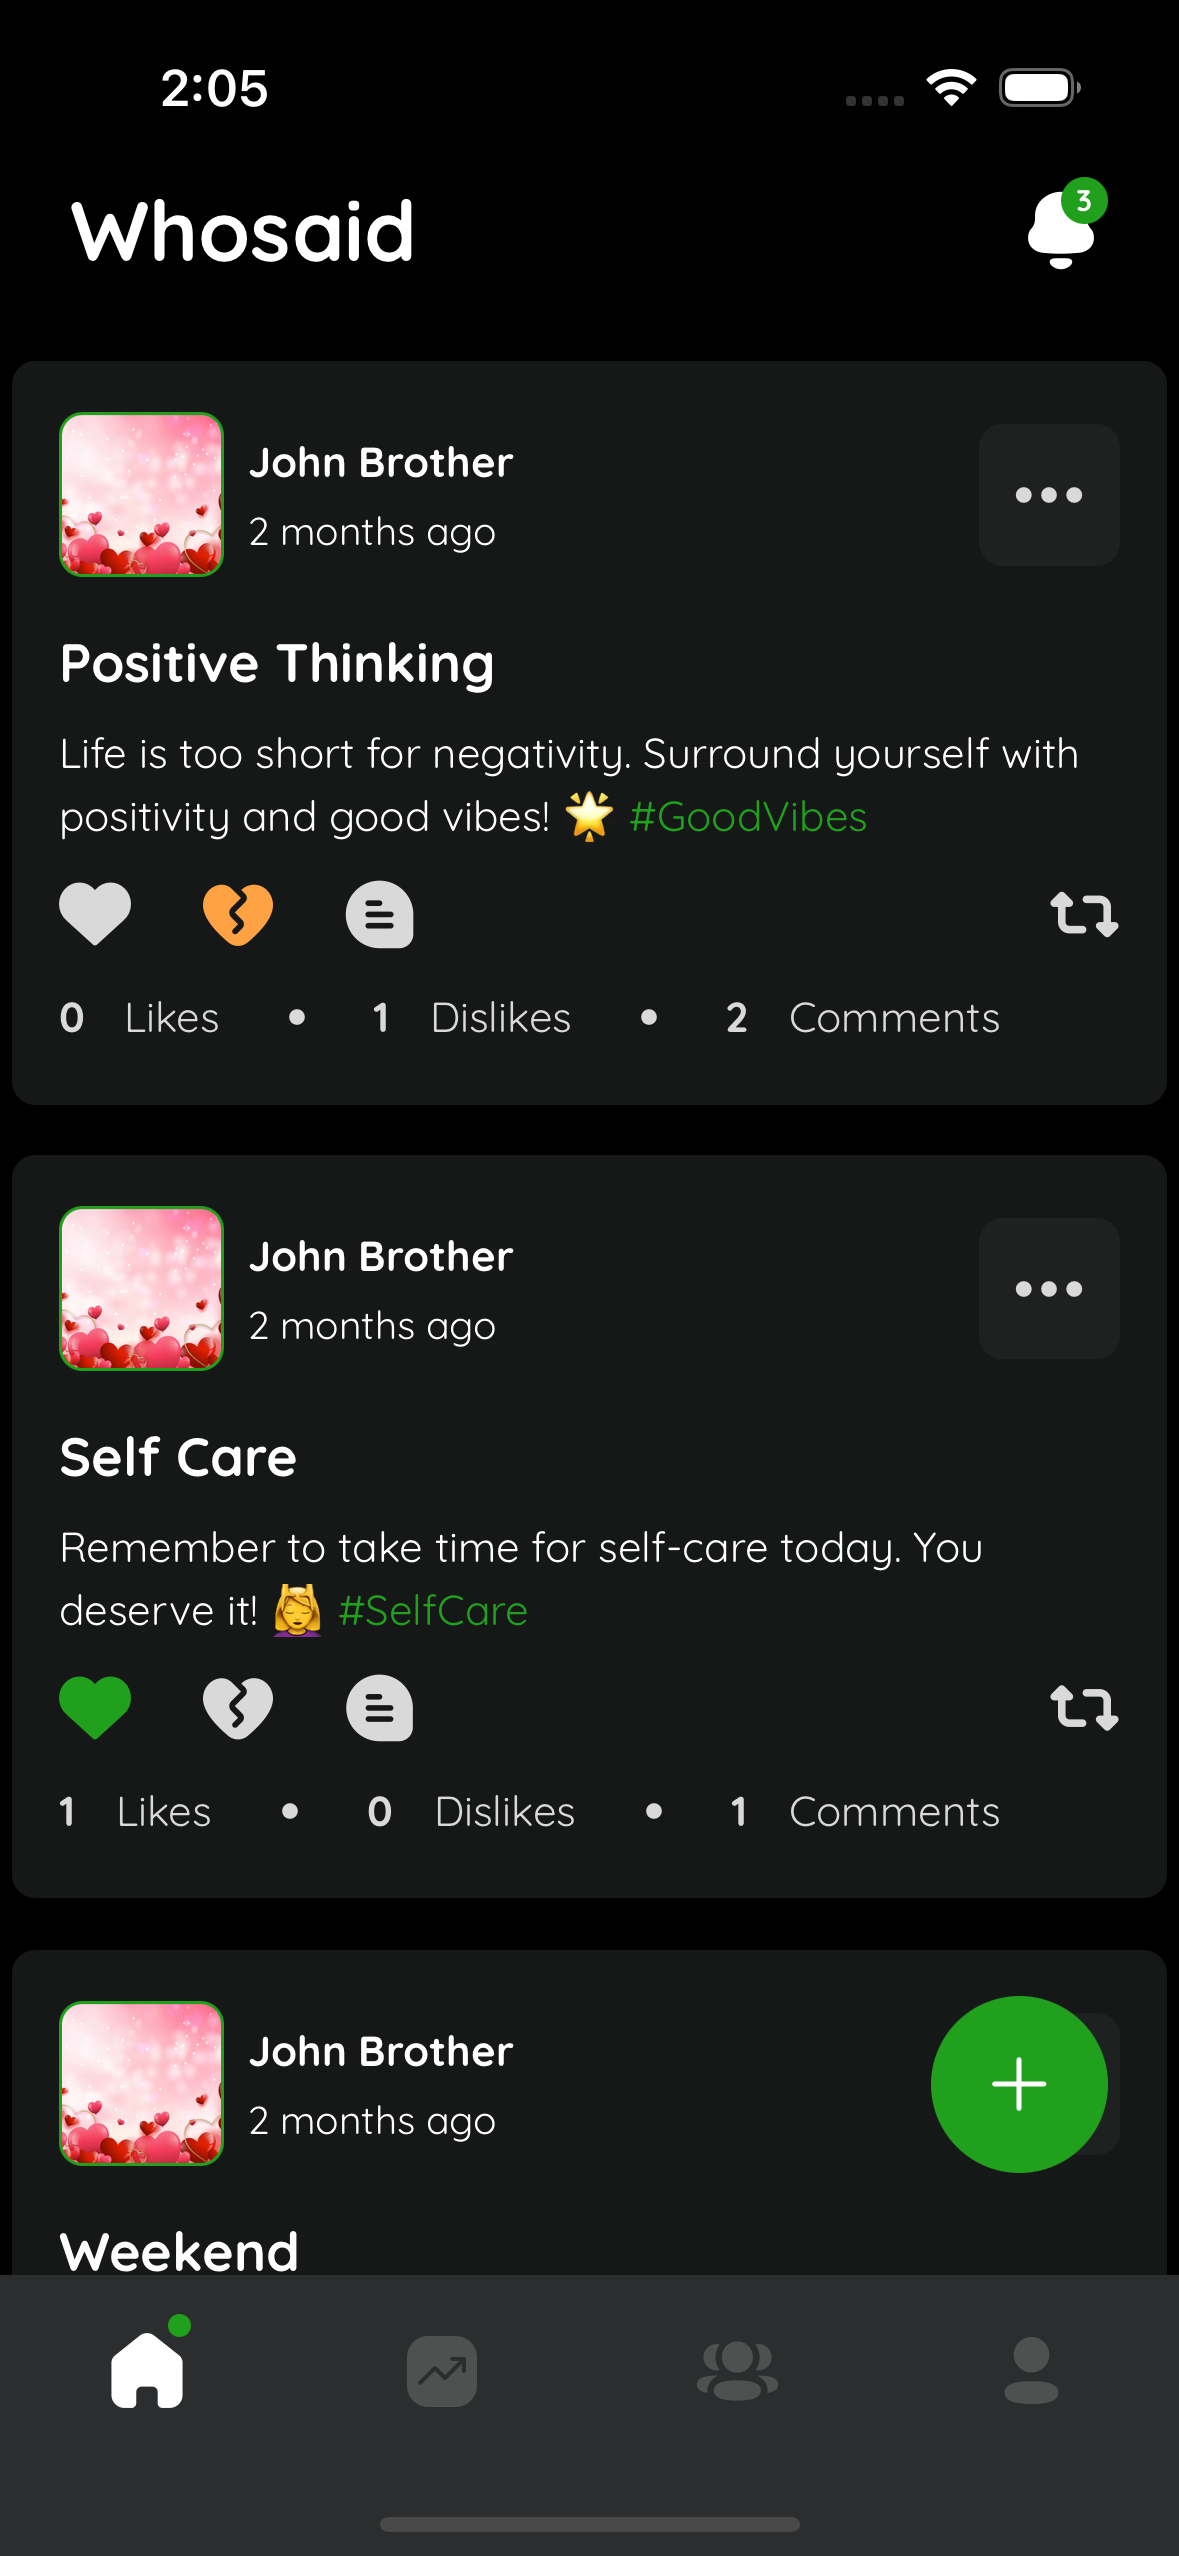 2:05
Whosaid
3
John Brother
2 months ago
Positive Thinking
Life is too short for negativity. Surround yourself with
positivity and good vibes! 🌟 #GoodVibes
0 Likes • 1 Dislikes • 2 Comments
John Brother
2 months ago
Self Care
Remember to take time for self-care today. You
deserve it! 💆‍♀️ #SelfCare
1 Likes • 0 Dislikes • 1 Comments
John Brother
2 months ago
Weekend